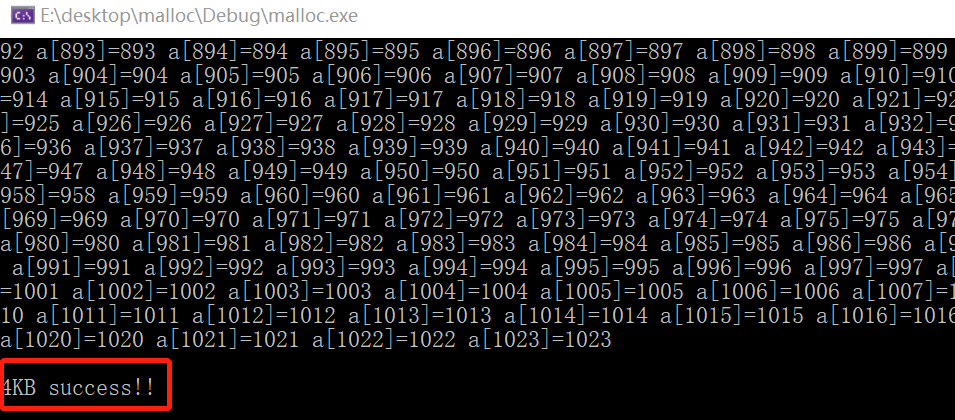 E:\desktop\malloc\Debug\malloc.exe
92 a[893]=893 a[894]=894 a[895]=895 a[896]=896 a[897]=897 a[898]=898 a[899]=899
903 a[904]=904 a[905]=905 a[906]=906 a[907]=907 a[908]=908 a[909]=909 a[910]=910
=914 a[915]=915 a[916]=916 a[917]=917 a[918]=918 a[919]=919 a[920]=920 a[921]=92
]=925 a[926]=926 a[927]=927 a[928]=928 a[929]=929 a[930]=930 a[931]=931 a[932]=9
6]=936 a[937]=937 a[938]=938 a[939]=939 a[940]=940 a[941]=941 a[942]=942 a[943]=
47]=947 a[948]=948 a[949]=949 a[950]=950 a[951]=951 a[952]=952 a[953]=953 a[954]
958]=958 a[959]=959 a[960]=960 a[961]=961 a[962]=962 a[963]=963 a[964]=964 a[965
[969]=969 a[970]=970 a[971]=971 a[972]=972 a[973]=973 a[974]=974 a[975]=975 a[97
a[980]=980 a[981]=981 a[982]=982 a[983]=983 a[984]=984 a[985]=985 a[986]=986 a[9
a[991]=991 a[992]=992 a[993]=993 a[994]=994 a[995]=995 a[996]=996 a[997]=997 a[
=1001 a[1002]=1002 a[1003]=1003 a[1004]=1004 a[1005]=1005 a[1006]=1006 a[1007]=1
10 a[1011]=1011 a[1012]=1012 a[1013]=1013 a[1014]=1014 a[1015]=1015 a[1016]=1016
a[1020]=1020 a[1021]=1021 a[1022]=1022 a[1023]=1023
4KB success!!